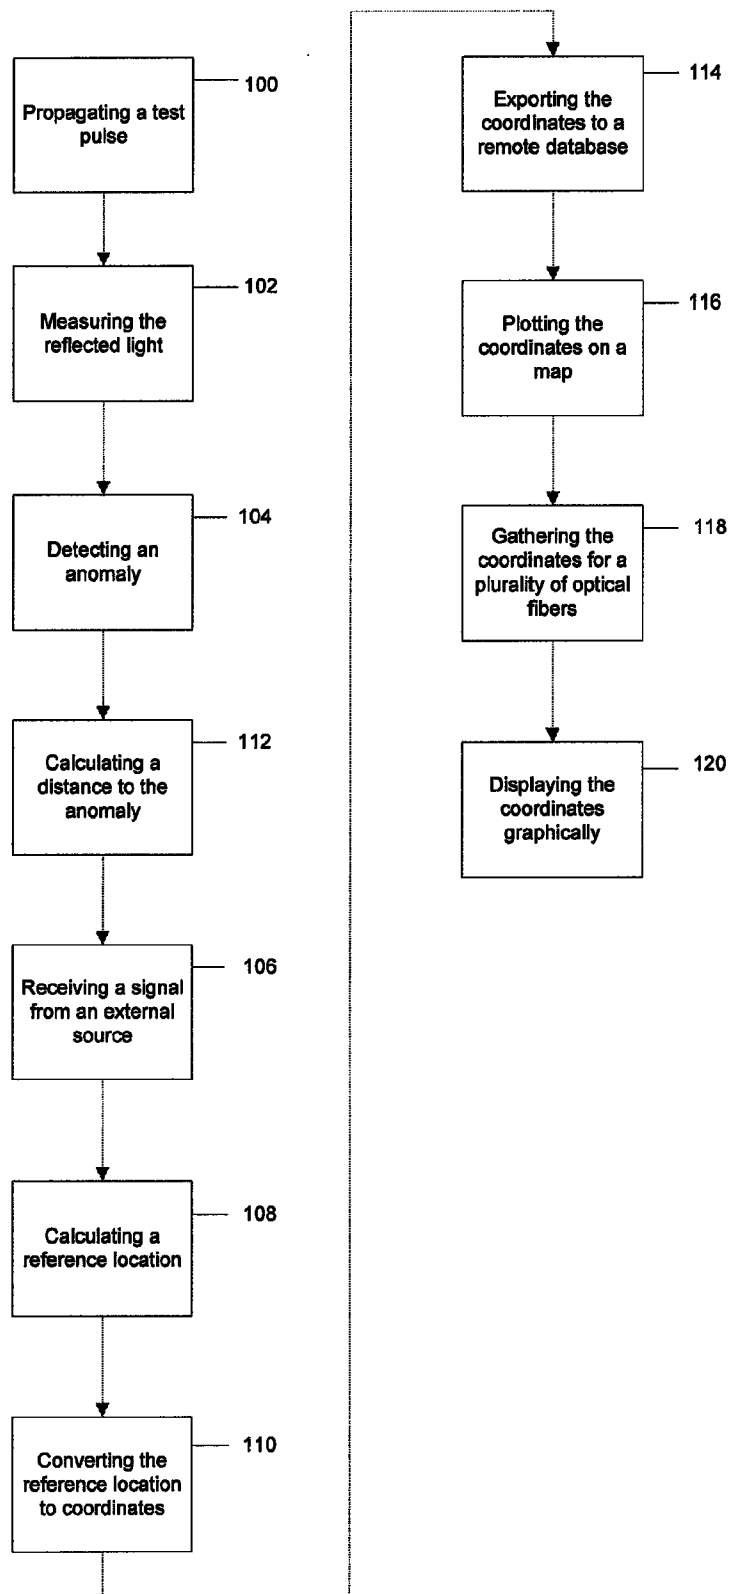 Propagating a test
pulse
100
Measuring the
reflected light
102
Detecting an
anomaly
104
Calculating a
distance to the
anomaly
112
Receiving a signal
from an external
source
106
Calculating a
reference location
108
Converting the
reference location
to coordinates
110
Exporting the
coordinates to a
remote database
114
Plotting the
coordinates on a
map
116
Gathering the
coordinates for a
plurality of optical
fibers
118
Displaying the
coordinates
graphically
120